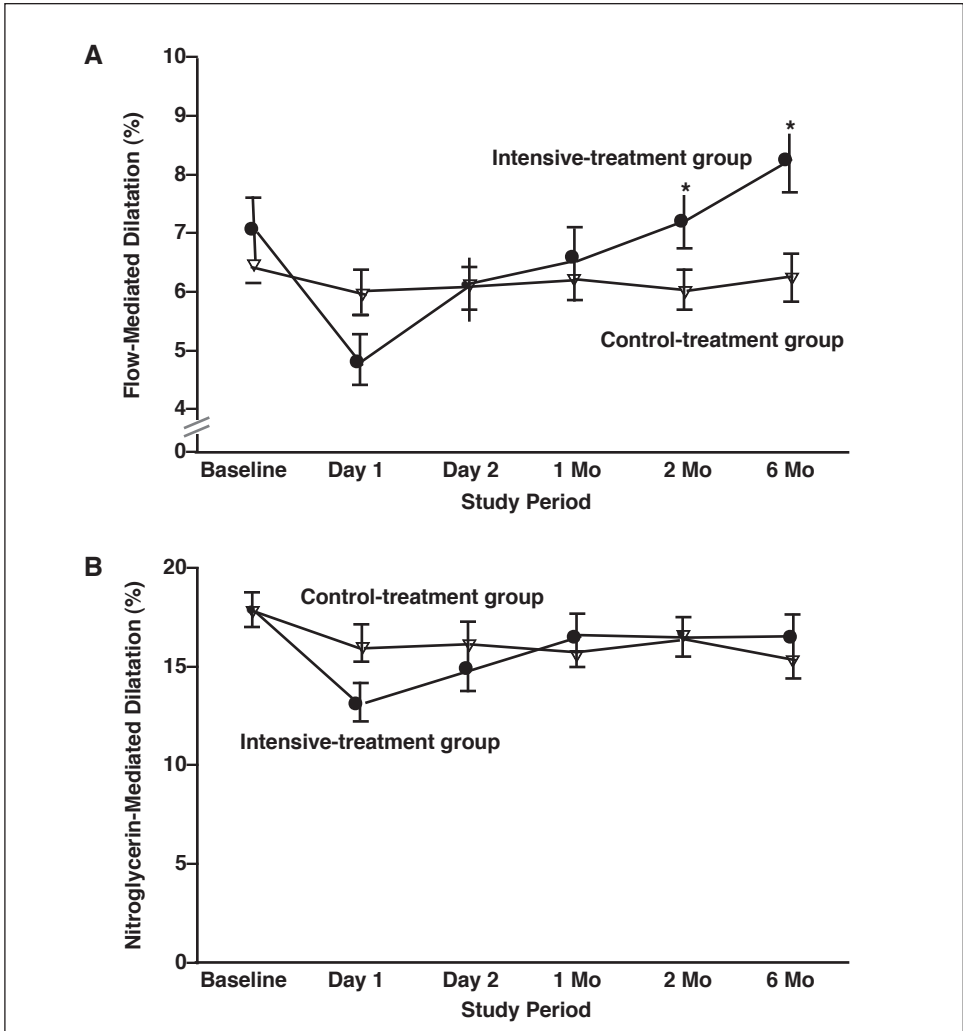 A
Flow-Mediated Dilatation (%)
10
9
8
7
6
5
4
0
Intensive-treatment group
*
*
Control-treatment group
Baseline Day 1 Day 2 1 Mo 2 Mo 6 Mo
Study Period
B
Nitroglycerin-Mediated Dilatation (%)
20
15
10
5
0
Control-treatment group
Intensive-treatment group
Baseline Day 1 Day 2 1 Mo 2 Mo 6 Mo
Study Period